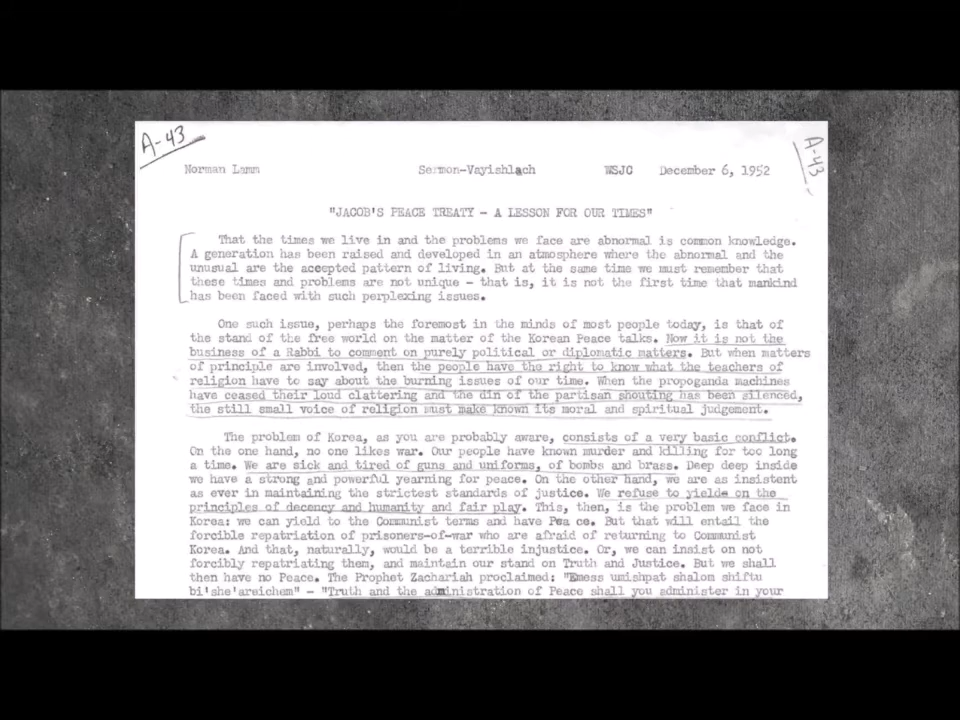 A-43
A-43
Norman Lamm Sermon-Vayishlach WSJC December 6, 1952
"JACOB'S PEACE TREATY - A LESSON FOR OUR TIMES"
That the times we live in and the problems we face are abnormal is common knowledge.
A generation has been raised and developed in an atmosphere where the abnormal and the
unusual are the accepted pattern of living. But at the same time we must remember that
these times and problems are not unique - that is, it is not the first time that mankind
has been faced with such perplexing issues.
One such issue, perhaps the foremost in the minds of most people today, is that of
the stand of the free world on the matter of the Korean Peace talks. Now it is not the
business of a Rabbi to comment on purely political or diplomatic matters. But when matters
of principle are involved, then the people have the right to know what the teachers of
religion have to say about the burning issues of our time. When the propoganda machines
have ceased their loud clattering and the din of the partisan shouting has been silenced,
the still small voice of religion must make known its moral and spiritual judgement.
The problem of Korea, as you are probably aware, consists of a very basic conflict.
On the one hand, no one likes war. Our people have known murder and killing for too long
a time. We are sick and tired of guns and uniforms, of bombs and brass. Deep deep inside
we have a strong and powerful yearning for peace. On the other hand, we are as insistent
as ever in maintaining the strictest standards of justice. We refuse to yields on the
principles of decency and humanity and fair play. This, then, is the problem we face in
Korea: we can yield to the Communist terms and have Pea ce. But that will entail the
forcible repatriation of prisoners-of-war who are afraid of returning to Communist
Korea. And that, naturally, would be a terrible injustice. Or, we can insist on not
forcibly repatriating them, and maintain our stand on Truth and Justice. But we shall
then have no Peace. The Prophet Zachariah proclaimed: "Emess umishpat shalom shiftu
bi'she'areichem" - "Truth and the administration of Peace shall you administer in your